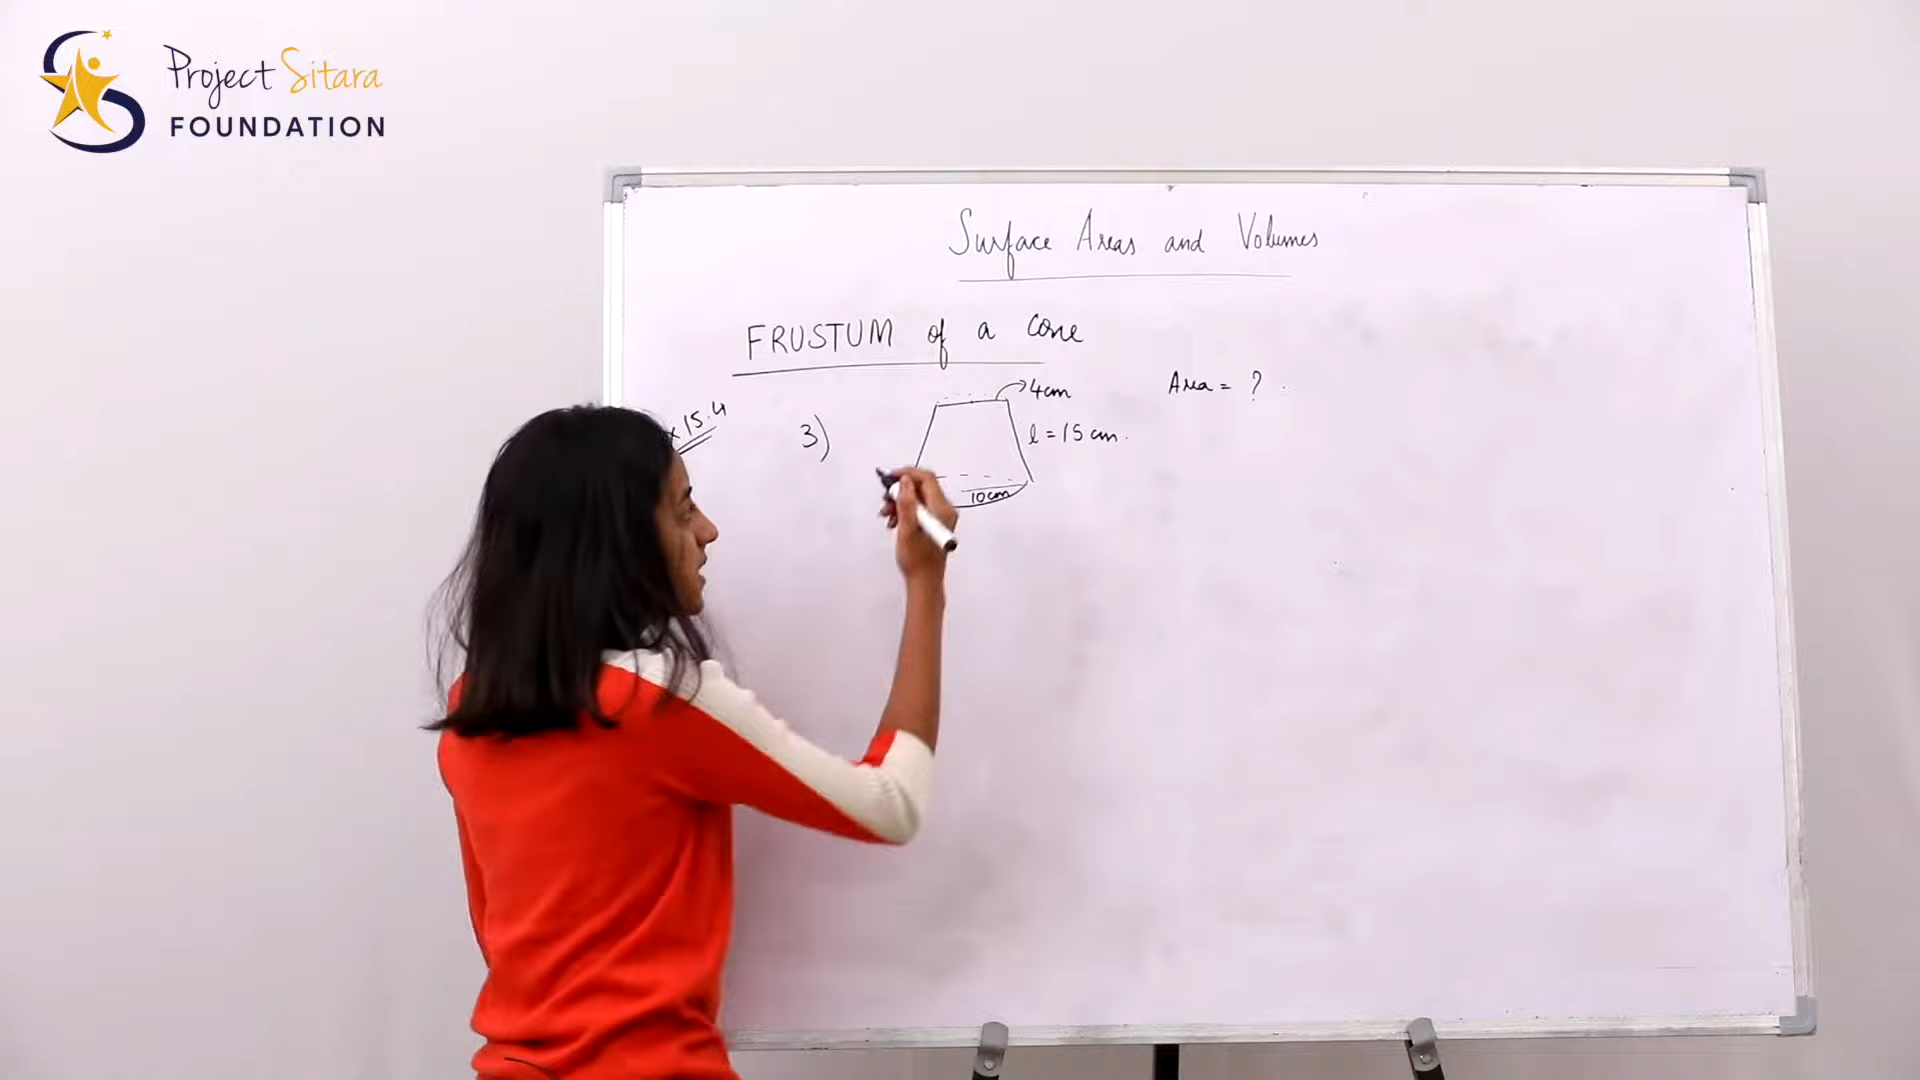 Project Sitara
FOUNDATION
Surface Areas and Volumes
FRUSTUM of a cone
x 15.4
3)
4cm
l = 15 cm.
10cm
Area = ?